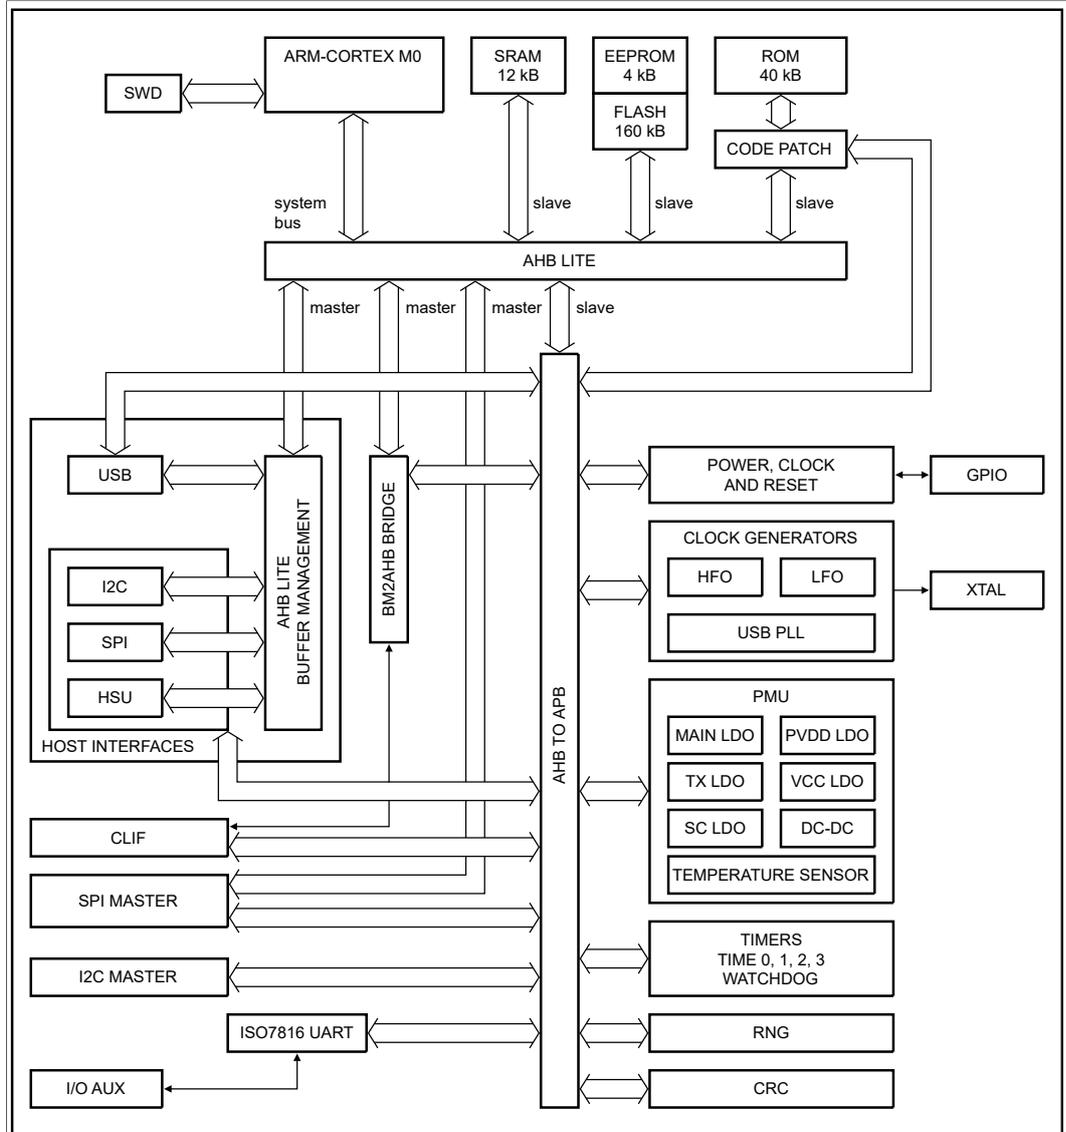 ARM-CORTEX M0
SRAM
12 kB
EEPROM
4 kB
ROM
40 kB
SWD
FLASH
160 kB
CODE PATCH
system
bus
slave
slave
slave
AHB LITE
master
master
master
slave
USB
I2C
SPI
HSU
HOST INTERFACES
AHB LITE
BUFFER MANAGEMENT
BM2AHB BRIDGE
AHB TO APB
POWER, CLOCK
AND RESET
GPIO
CLOCK GENERATORS
HFO
LFO
USB PLL
XTAL
PMU
MAIN LDO
PVDD LDO
TX LDO
VCC LDO
SC LDO
DC-DC
TEMPERATURE SENSOR
CLIF
SPI MASTER
I2C MASTER
ISO7816 UART
I/O AUX
TIMERS
TIME 0, 1, 2, 3
WATCHDOG
RNG
CRC